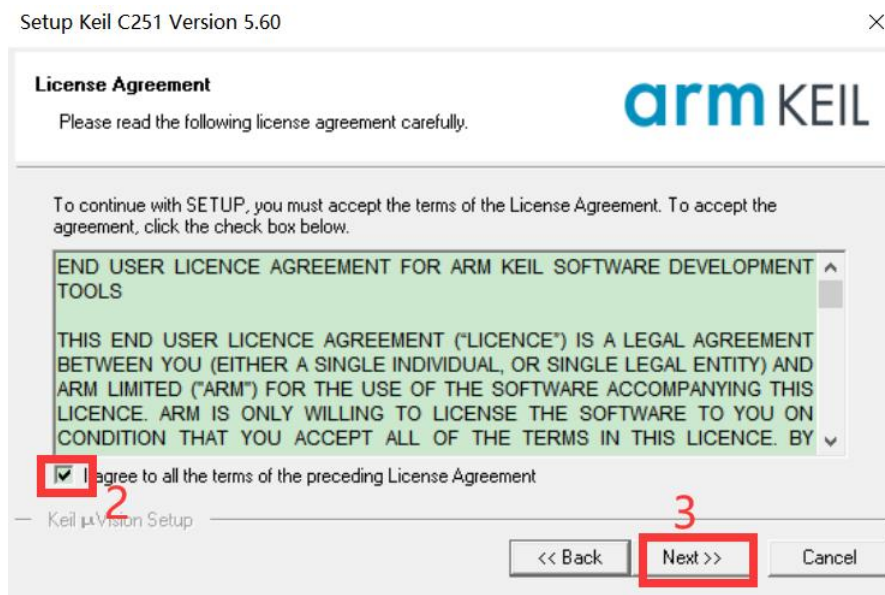 Setup Keil C251 Version 5.60
License Agreement
Please read the following license agreement carefully.
arm KEIL
To continue with SETUP, you must accept the terms of the License Agreement. To accept the
agreement, click the check box below.
END USER LICENCE AGREEMENT FOR ARM KEIL SOFTWARE DEVELOPMENT
TOOLS
THIS END USER LICENCE AGREEMENT ("LICENCE") IS A LEGAL AGREEMENT
BETWEEN YOU (EITHER A SINGLE INDIVIDUAL, OR SINGLE LEGAL ENTITY) AND
ARM LIMITED ("ARM") FOR THE USE OF THE SOFTWARE ACCOMPANYING THIS
LICENCE. ARM IS ONLY WILLING TO LICENSE THE SOFTWARE TO YOU ON
CONDITION THAT YOU ACCEPT ALL OF THE TERMS IN THIS LICENCE. BY
I agree to all the terms of the preceding License Agreement
2
Keil µVision Setup
3
<< Back Next >> Cancel